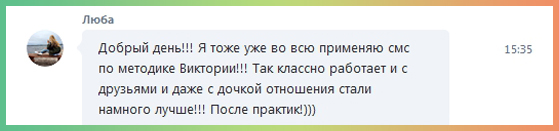 Люба
Добрый день!!! Я тоже уже во всю применяю смс
15:35
по методике Виктории!!! Так классно работает и с
друзьями и даже с дочкой отношения стали
намного лучше!!! После практик!)))